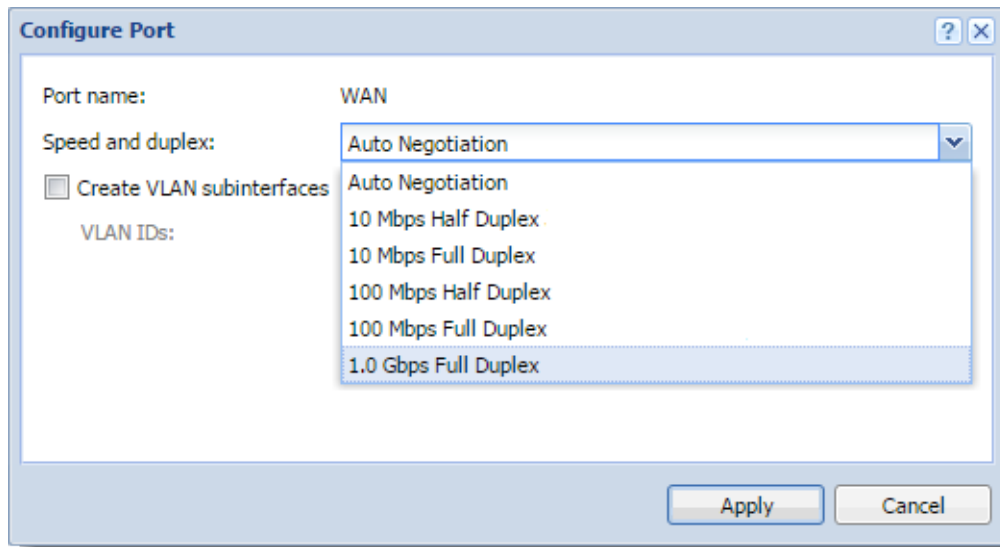 Configure Port
Port name: WAN
Speed and duplex: Auto Negotiation
Create VLAN subinterfaces Auto Negotiation
10 Mbps Half Duplex
VLAN IDs:
10 Mbps Full Duplex
100 Mbps Half Duplex
100 Mbps Full Duplex
1.0 Gbps Full Duplex
Apply Cancel